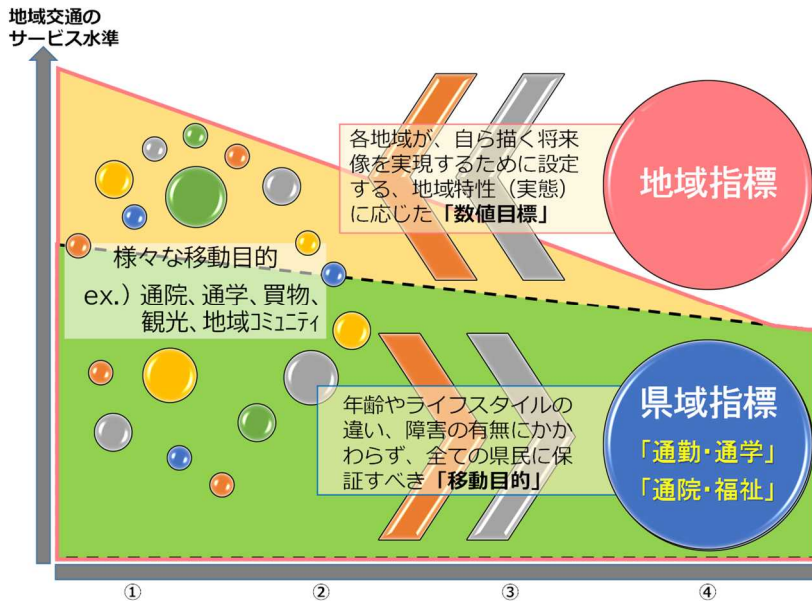 地域交通の
サービス水準
各地域が、自ら描く将来
像を実現するために設定
する、地域特性（実態）
に応じた「数値目標」
地域指標
様々な移動目的
ex.）通院、通学、買物、
観光、地域コミュニティ
年齢やライフスタイルの
違い、障害の有無にかか
わらず、全ての県民に保
証すべき「移動目的」
県域指標
「通勤・通学」
「通院・福祉」
① ② ③ ④